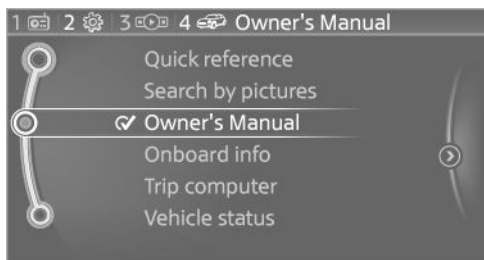 1 2 3 4 Owner's Manual
Quick reference
Search by pictures
Owner's Manual
Onboard info
Trip computer
Vehicle status